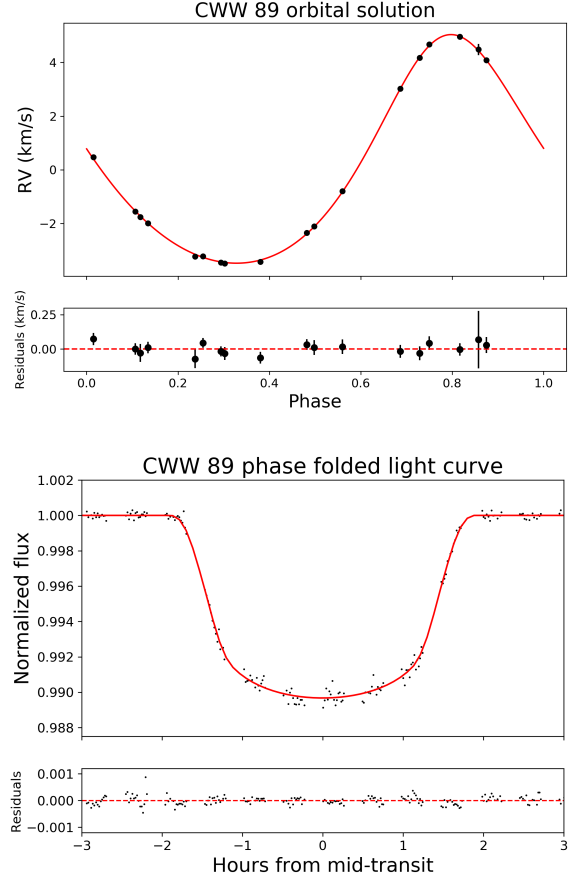 CWW 89 orbital solution
4
2
0
−2
RV (km/s)
0.25
0.00
Residuals (km/s)
0.0 0.2 0.4 0.6 0.8 1.0
Phase
CWW 89 phase folded light curve
1.002
1.000
0.998
0.996
0.994
0.992
0.990
0.988
Normalized flux
0.001
0.000
−0.001
Residuals
−3 −2 −1 0 1 2 3
Hours from mid-transit